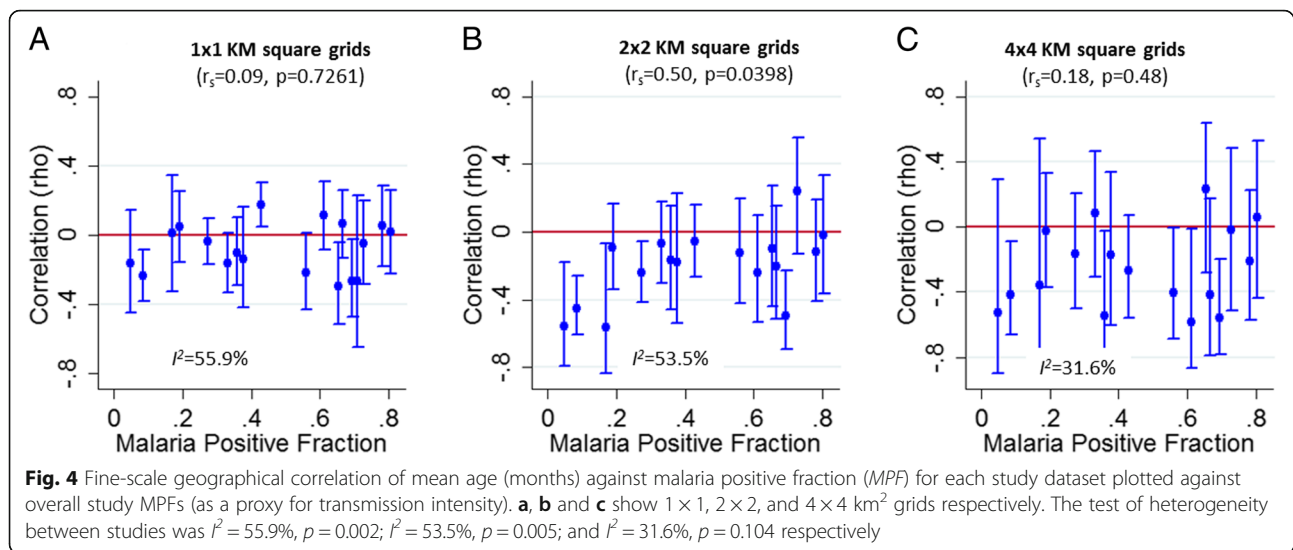 A
1x1 KM square grids
(rs=0.09, p=0.7261)
.8
.4
0
-.4
-.8
Correlation (rho)
I²=55.9%
0 .2 .4 .6 .8
Malaria Positive Fraction
B
2x2 KM square grids
(rs=0.50, p=0.0398)
.8
.4
0
-.4
-.8
Correlation (rho)
I²=53.5%
0 .2 .4 .6 .8
Malaria Positive Fraction
C
4x4 KM square grids
(rs=0.18, p=0.48)
.8
.4
0
-.4
-.8
Correlation (rho)
I²=31.6%
0 .2 .4 .6 .8
Malaria Positive Fraction
Fig. 4 Fine-scale geographical correlation of mean age (months) against malaria positive fraction (MPF) for each study dataset plotted against
overall study MPFs (as a proxy for transmission intensity). a, b and c show 1 × 1, 2 × 2, and 4 × 4 km² grids respectively. The test of heterogeneity
between studies was I² = 55.9%, p = 0.002; I² = 53.5%, p = 0.005; and I² = 31.6%, p = 0.104 respectively